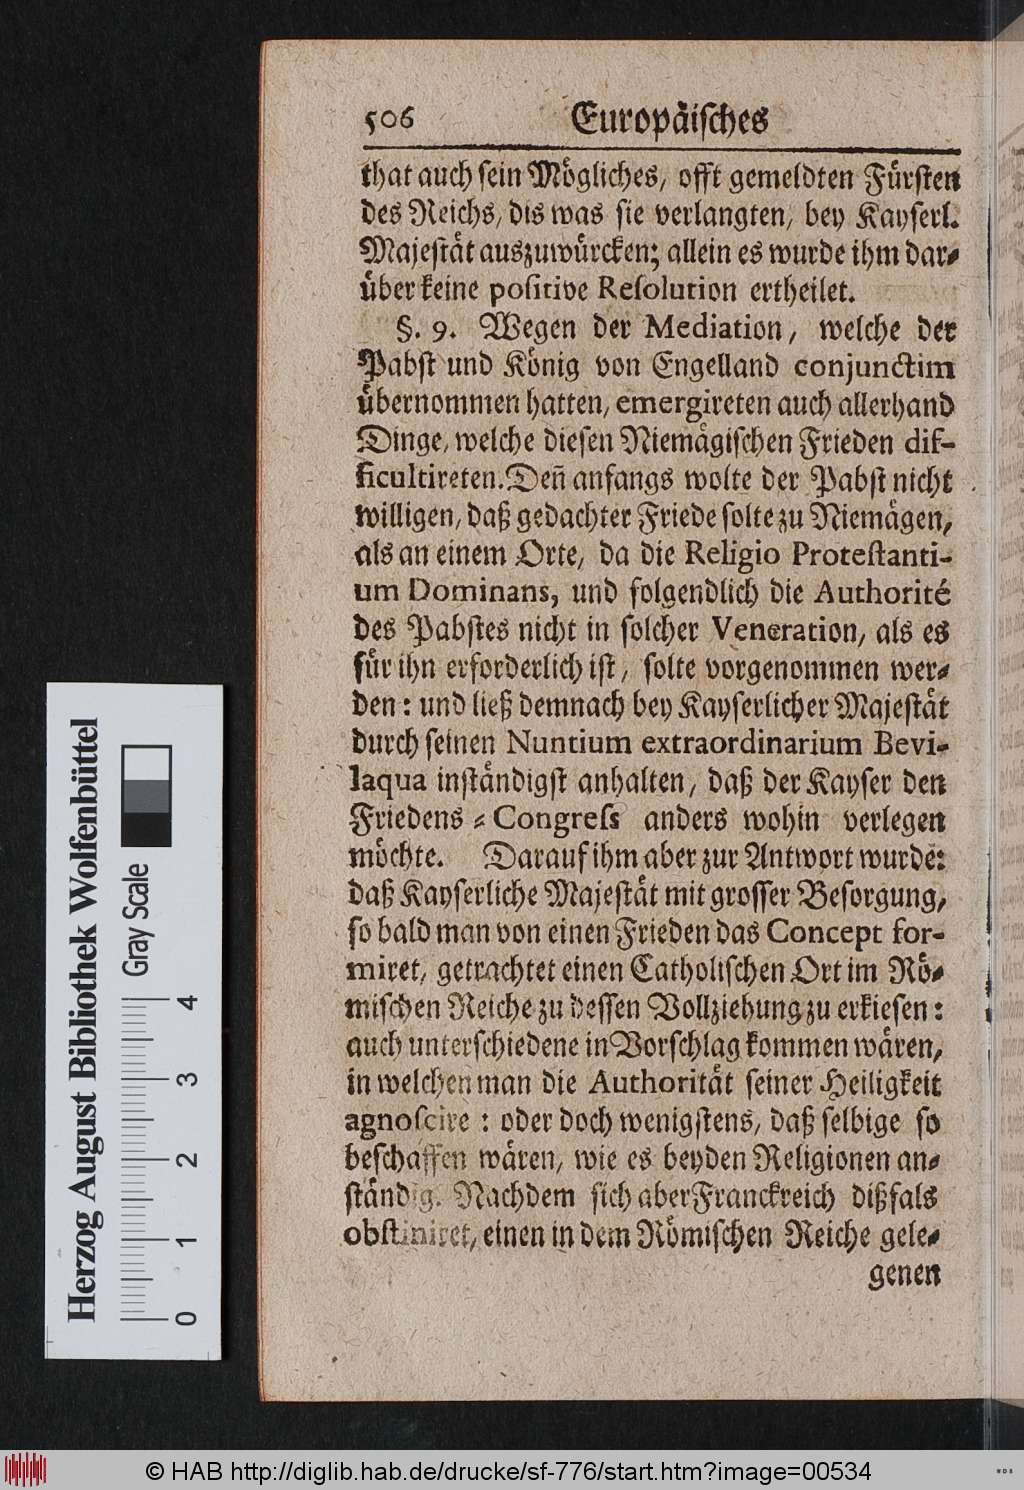 506 Europäisches
that auch sein Mögliches, offt gemeldten Fürsten
des Reichs, dis was sie verlangten, bey Kayserl.
Majestät auszuwürcken; allein es wurde ihm dar-
über keine positive Resolution ertheilet.
§. 9. Wegen der Mediation, welche der
Pabst und König von Engelland conjunctim
übernommen hatten, emergireten auch allerhand
Dinge, welche diesen Niemägischen Frieden dif-
ficultireten. Deñ anfangs wolte der Pabst nicht
willigen, daß gedachter Friede solte zu Niemägen,
als an einem Orte, da die Religio Protestanti-
um Dominans, und folgendlich die Authorité
des Pabstes nicht in solcher Veneration, als es
für ihn erforderlich ist, solte vorgenommen wer-
den: und ließ demnach bey Kayserlicher Majestät
durch seinen Nuntium extraordinarium Bevi-
laqua inständigst anhalten, daß der Kayser den
Friedens-Congress anders wohin verlegen
möchte. Darauf ihm aber zur Antwort wurde:
daß Kayserliche Majestät mit grosser Besorgung,
so bald man von einen Frieden das Concept for-
miret, getrachtet einen Catholischen Ort im Rö-
mischen Reiche zu dessen Vollziehung zu erkiesen:
auch unterschiedene in Vorschlag kommen wären,
in welchen man die Authorität seiner Heiligkeit
agnoscire: oder doch wenigstens, daß selbige so
beschaffen wären, wie es beyden Religionen an-
ständig. Nachdem sich aber Franckreich dißfals
obstiniret, einen in dem Römischen Reiche gele-
genen
Herzog August Bibliothek Wolfenbüttel
Gray Scale
0 1 2 3 4
© HAB http://diglib.hab.de/drucke/sf-776/start.htm?image=00534